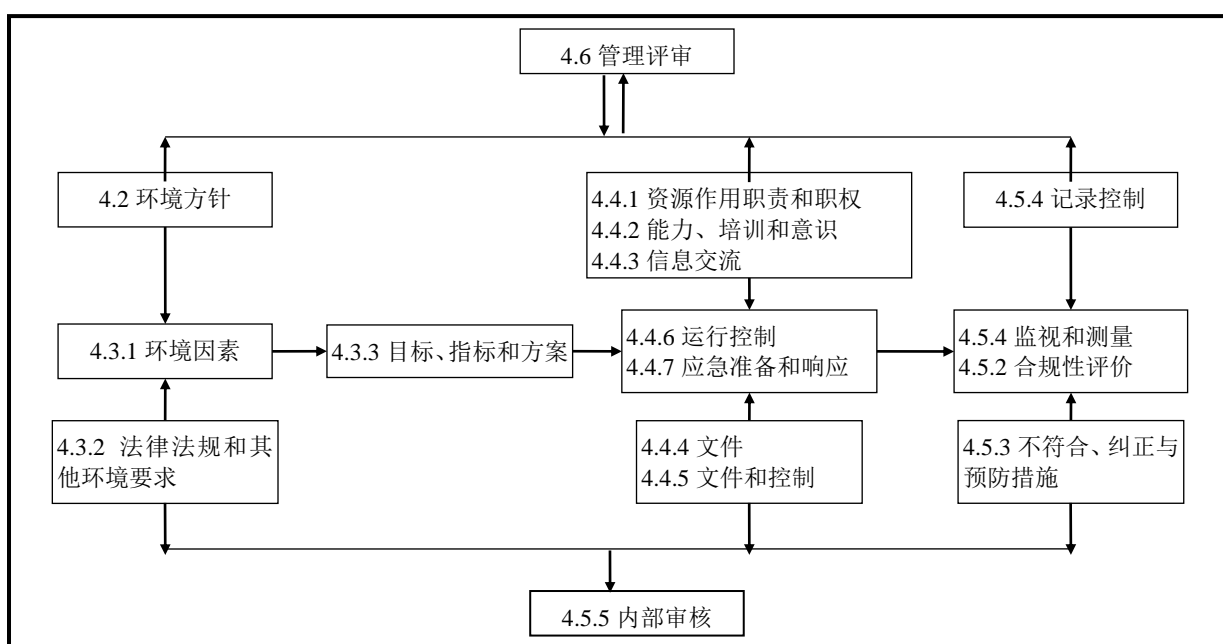 4.6 管理评审
4.2 环境方针
4.4.1 资源作用职责和职权
4.4.2 能力、培训和意识
4.4.3 信息交流
4.5.4 记录控制
4.3.1 环境因素
4.3.3 目标、指标和方案
4.4.6 运行控制
4.4.7 应急准备和响应
4.5.4 监视和测量
4.5.2 合规性评价
4.3.2 法律法规和其
他环境要求
4.4.4 文件
4.4.5 文件和控制
4.5.3 不符合、纠正与
预防措施
4.5.5 内部审核